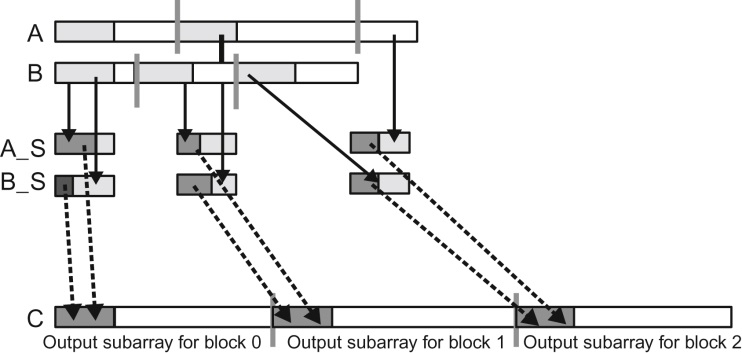 A
B
A_S
B_S
C
Output subarray for block 0 Output subarray for block 1 Output subarray for block 2